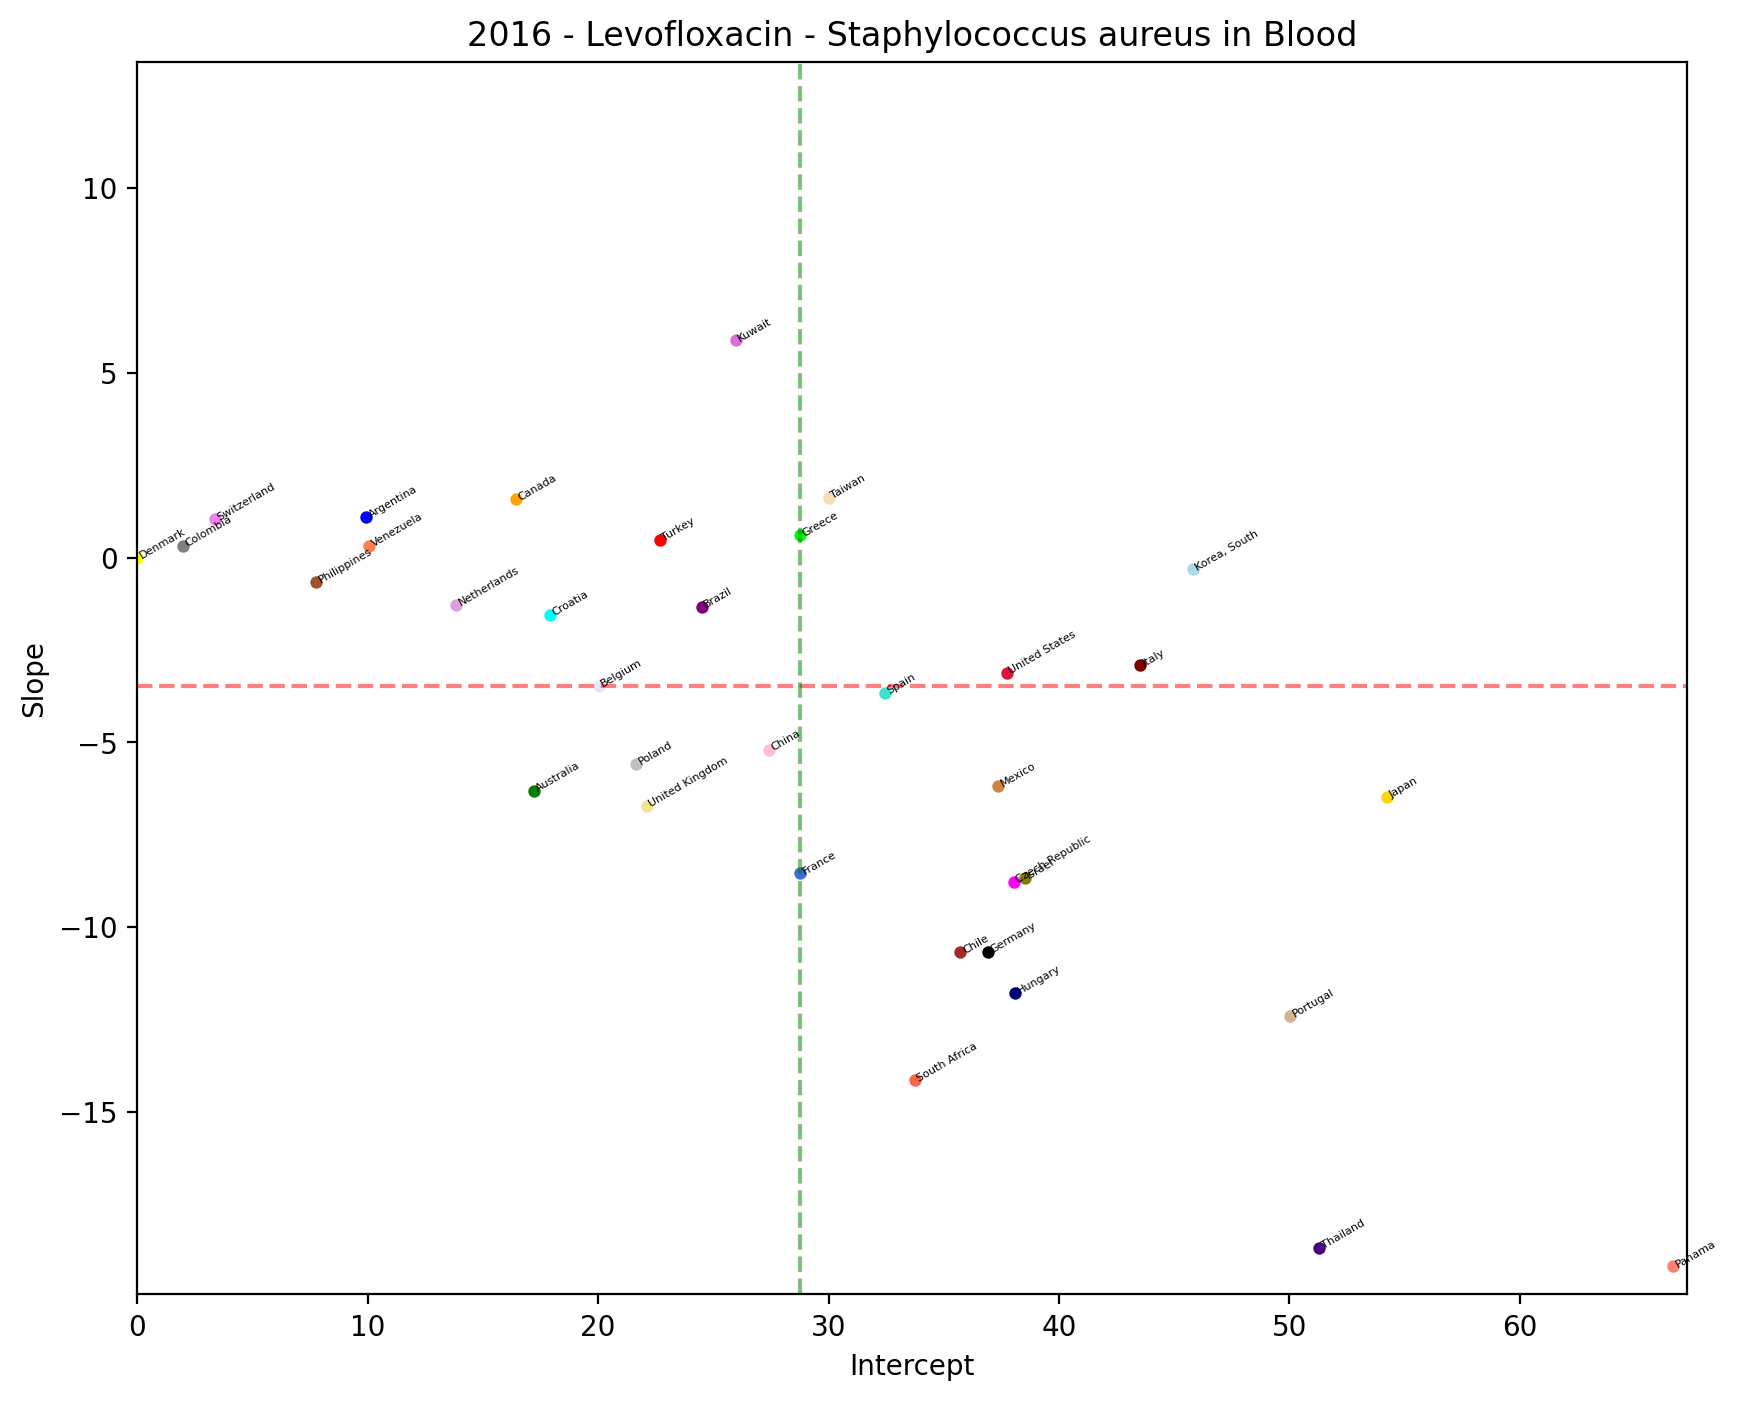 2016 - Levofloxacin - Staphylococcus aureus in Blood
Slope
10
5
0
−5
−10
−15
Kuwait
Switzerland
Colombia
Denmark
Argentina
Venezuela
Philippines
Canada
Netherlands
Croatia
Turkey
Brazil
Taiwan
Greece
Korea, South
Belgium
United States
Italy
Spain
China
Poland
Australia
United Kingdom
Mexico
Japan
France
Czech Republic
Israel
Chile
Germany
Hungary
Portugal
South Africa
Thailand
Panama
0
10
20
30
40
50
60
Intercept